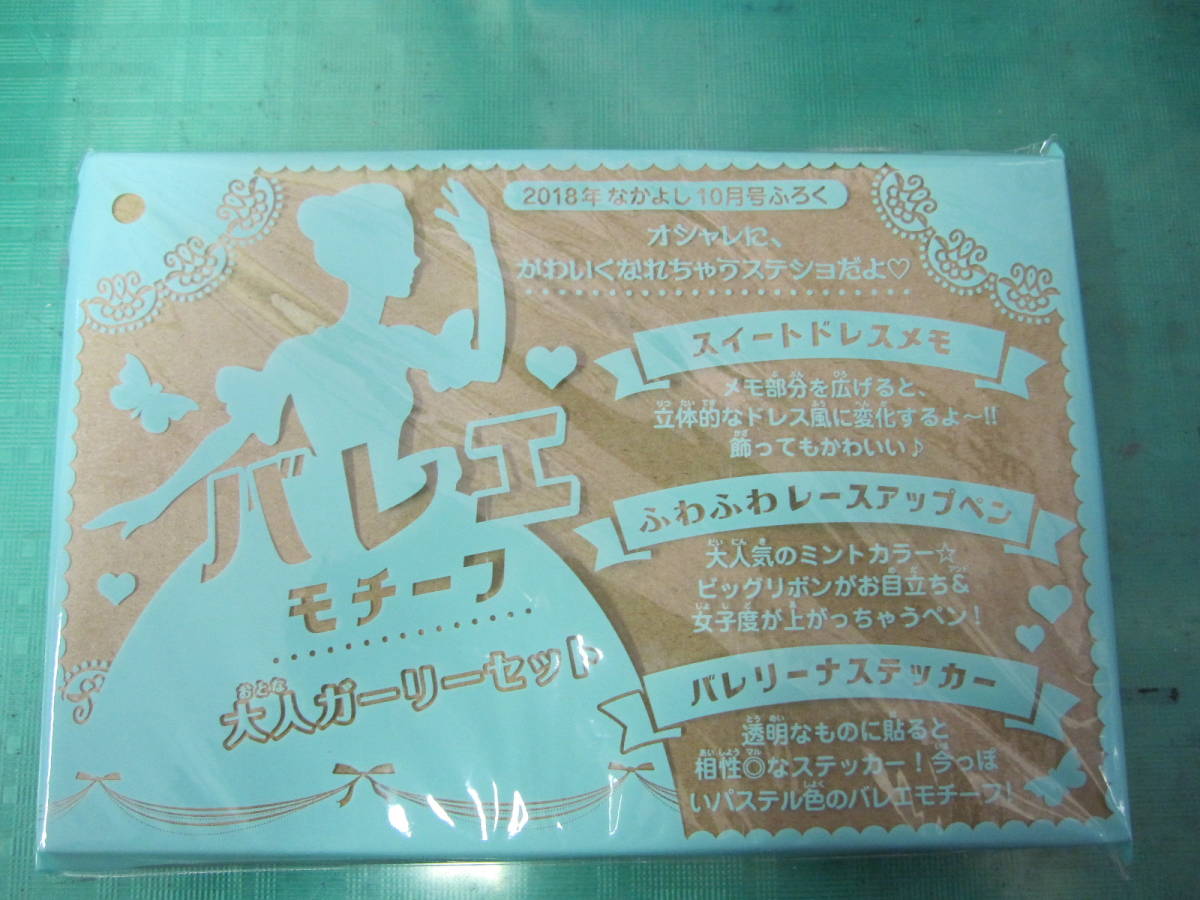 2018年 なかよし 10月号ふろく
オシャレに、
かわいくなれちゃうステショだよ♡
バレエ
モチーフ
大人ガーリーセット
スイートドレスメモ
メモ部分を広げると、
立体的なドレス風に変化するよ〜!!
飾ってもかわいい♪
ふわふわレースアップペン
大人気のミントカラー☆
ビッグリボンがお目立ち&
女子度が上がっちゃうペン!
バレリーナステッカー
透明なものに貼ると
相性◎なステッカー!今っぽ
いパステル色のバレエモチーフ!